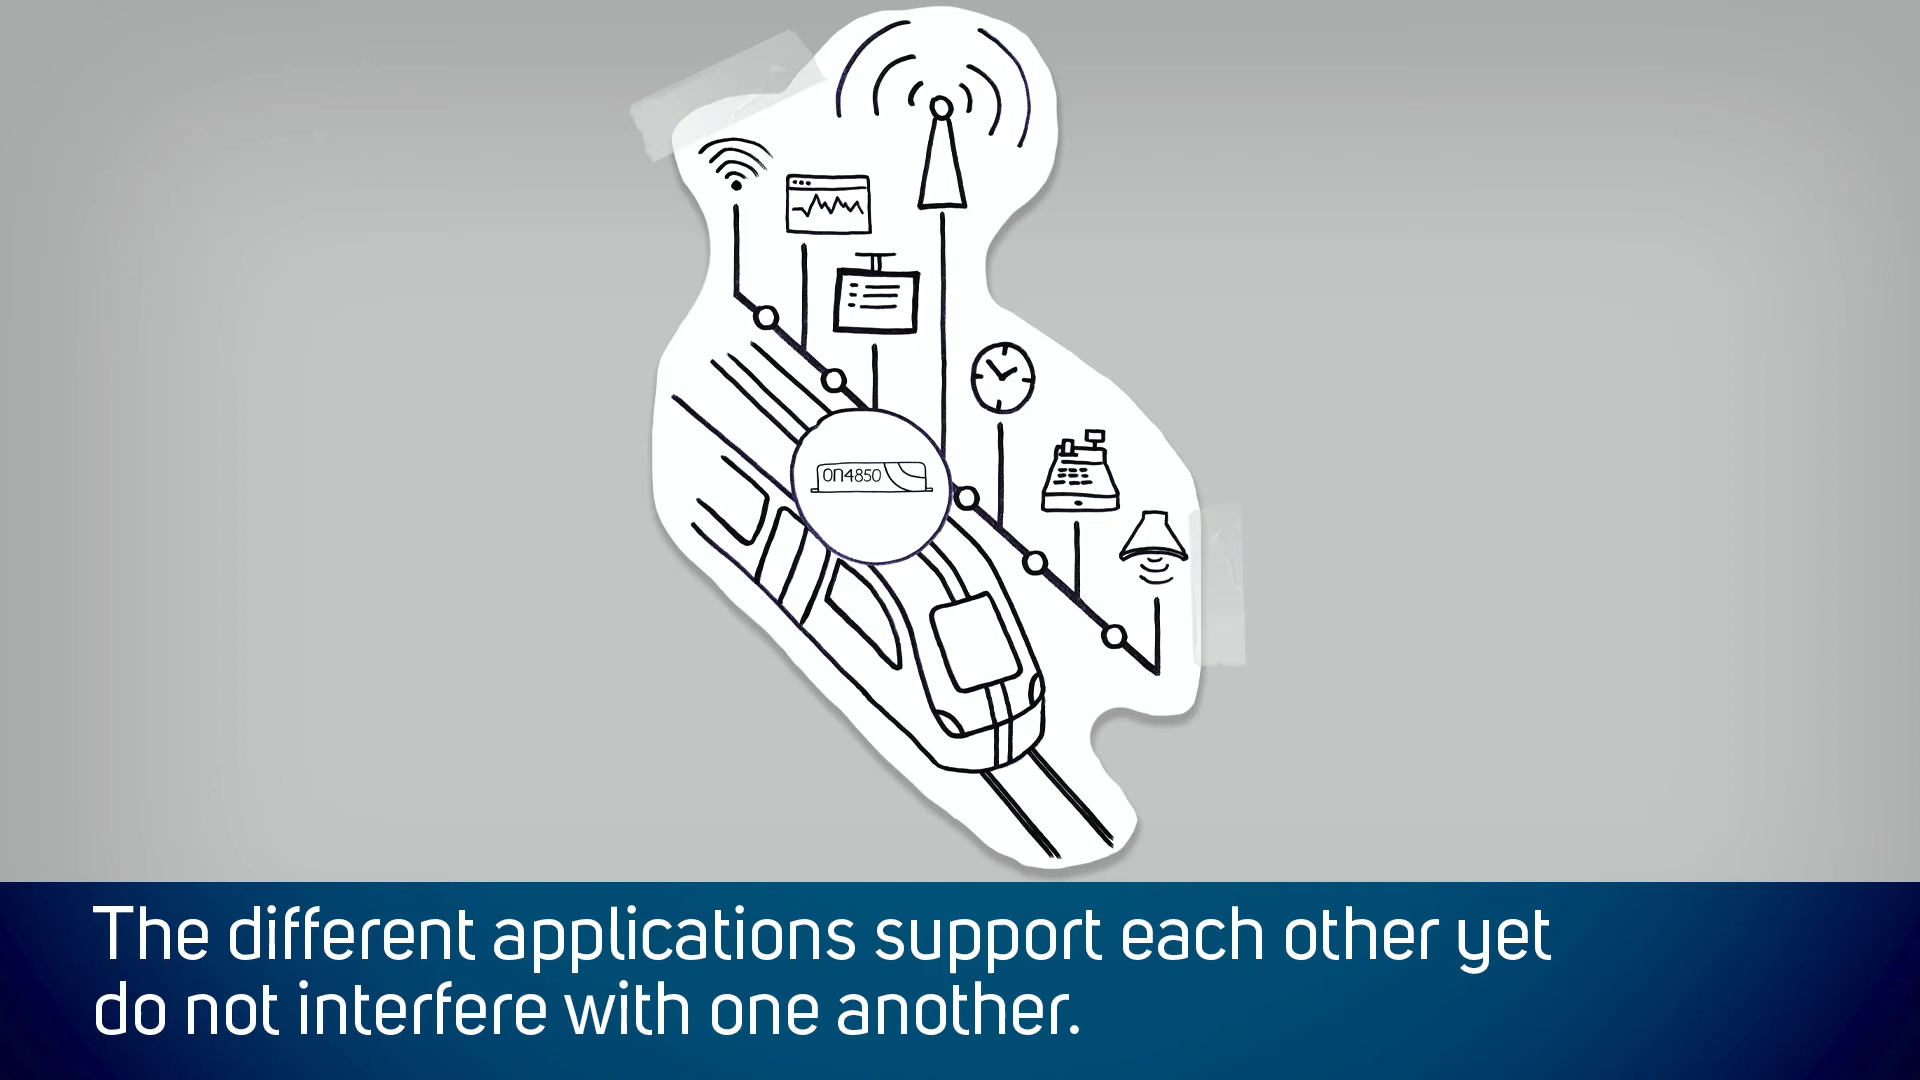 ON4850
The different applications support each other yet
do not interfere with one another.